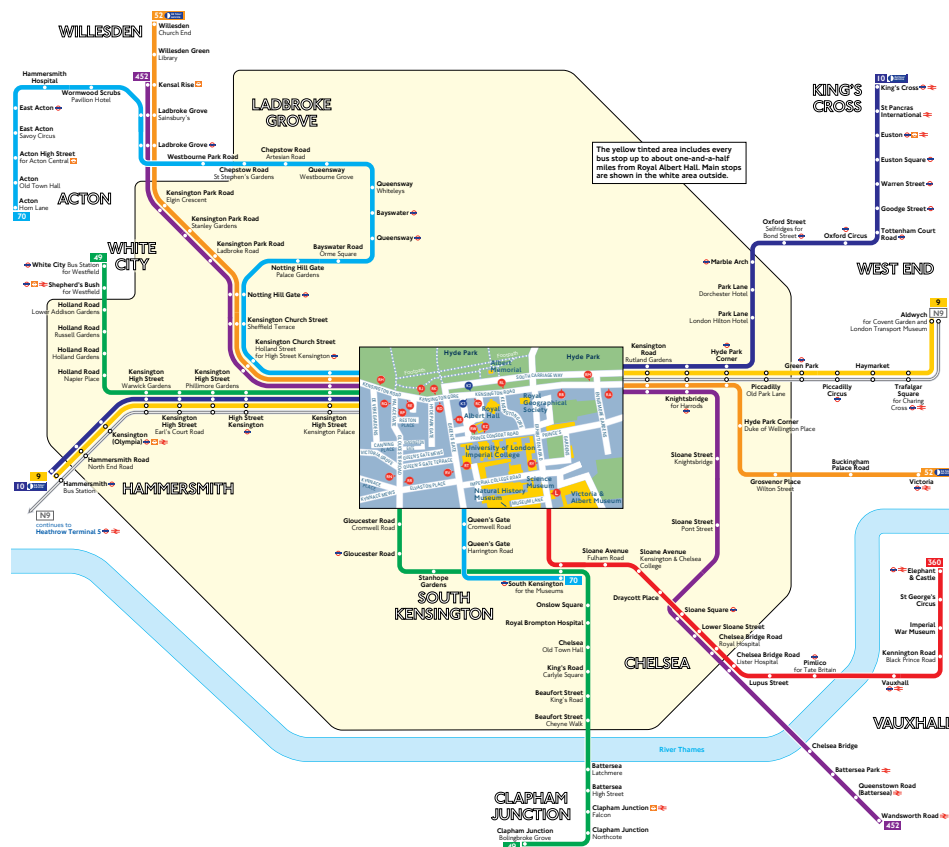 WILLESDEN
52
Willesden
Church End
Willesden Green
Library
452
Kensal Rise
Ladbroke Grove
Sainsbury's
Ladbroke Grove
Hammersmith
Hospital
Wormwood Scrubs
Pavilion Hotel
East Acton
East Acton
Savoy Circus
Acton High Street
for Acton Central
Acton
Old Town Hall
Acton
Horn Lane
70
ACTON
LADBROKE
GROVE
Westbourne Park Road
Chepstow Road
St Stephen's Gardens
Chepstow Road
Artesian Road
Queensway
Westbourne Grove
Queensway
Whiteleys
Bayswater
Queensway
Bayswater Road
Orme Square
Notting Hill Gate
Palace Gardens
Kensington Park Road
Elgin Crescent
Kensington Park Road
Stanley Gardens
Kensington Park Road
Ladbroke Road
Notting Hill Gate
Kensington Church Street
Sheffield Terrace
Kensington Church Street
Holland Street
for High Street Kensington
The yellow tinted area includes every
bus stop up to about one-and-a-half
miles from Royal Albert Hall. Main stops
are shown in the white area outside.
KING'S
CROSS
10
King's Cross
St Pancras
International
Euston
Euston Square
Warren Street
Goodge Street
Tottenham Court
Road
Oxford Circus
Oxford Street
Selfridges for
Bond Street
Marble Arch
Park Lane
Dorchester Hotel
Park Lane
London Hilton Hotel
WEST END
9
N9
Aldwych
for Covent Garden and
London Transport Museum
WHITE
CITY
49
White City Bus Station
for Westfield
Shepherd's Bush
for Westfield
Holland Road
Lower Addison Gardens
Holland Road
Russell Gardens
Holland Road
Holland Gardens
Holland Road
Napier Place
Kensington
High Street
Warwick Gardens
Kensington
High Street
Phillimore Gardens
Kensington
High Street
Earl's Court Road
High Street
Kensington
Kensington
High Street
Kensington Palace
Kensington
(Olympia)
Hammersmith Road
North End Road
Hammersmith
Bus Station
9
10
N9
continues to
Heathrow Terminal 5
HAMMERSMITH
Hyde Park
Hyde Park
Albert
Memorial
SOUTH CARRIAGE WAY
KENSINGTON ROAD
KENSINGTON GORE
KENSINGTON ROAD
Royal
Geographical
Society
Royal
Albert Hall
PRINCE CONSORT ROAD
University of London
Imperial College
IMPERIAL COLLEGE ROAD
QUEEN'S GATE TERRACE
ELVASTON PLACE
Science
Museum
Natural History
Museum
MUSEUM LANE
Victoria &
Albert Museum
Kensington
Road
Rutland Gardens
Knightsbridge
for Harrods
Hyde Park
Corner
Piccadilly
Old Park Lane
Green Park
Piccadilly
Circus
Haymarket
Trafalgar
Square
for Charing
Cross
Hyde Park Corner
Duke of Wellington Place
Grosvenor Place
Wilton Street
Buckingham
Palace Road
Victoria
52
Sloane Street
Knightsbridge
Sloane Street
Pont Street
Gloucester Road
Cromwell Road
Gloucester Road
Queen's Gate
Cromwell Road
Queen's Gate
Harrington Road
Stanhope
Gardens
South Kensington
for the Museums
70
SOUTH
KENSINGTON
Sloane Avenue
Fulham Road
Sloane Avenue
Kensington & Chelsea
College
Draycott Place
Sloane Square
Lower Sloane Street
Chelsea Bridge Road
Royal Hospital
Chelsea Bridge Road
Lister Hospital
Lupus Street
Pimlico
for Tate Britain
Vauxhall
360
Elephant
& Castle
St George's
Circus
Imperial
War Museum
Kennington Road
Black Prince Road
CHELSEA
VAUXHALL
Onslow Square
Royal Brompton Hospital
Chelsea
Old Town Hall
King's Road
Carlyle Square
Beaufort Street
King's Road
Beaufort Street
Cheyne Walk
River Thames
Battersea
Latchmere
Battersea
High Street
Clapham Junction
Falcon
Clapham Junction
Northcote
Clapham Junction
Bolingbroke Grove
49
CLAPHAM
JUNCTION
Chelsea Bridge
Battersea Park
Queenstown Road
(Battersea)
Wandsworth Road
452